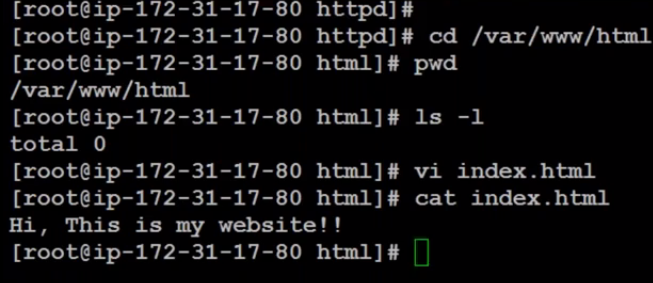 [root@ip-172-31-17-80 httpd]#
[root@ip-172-31-17-80 httpd]# cd /var/www/html
[root@ip-172-31-17-80 html]# pwd
/var/www/html
[root@ip-172-31-17-80 html]# ls -l
total 0
[root@ip-172-31-17-80 html]# vi index.html
[root@ip-172-31-17-80 html]# cat index.html
Hi, This is my website!!
[root@ip-172-31-17-80 html]#